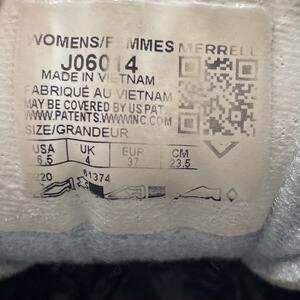 WOMENS/FEMMES MERRELL
J06014
MADE IN VIETNAM
FABRIQUÉ AU VIETNAM
MAY BE COVERED BY US PAT
WWW.PATENTS.WWWINC.COM
SIZE/GRANDEUR
USA UK EUR CM
6.5 4 37 23.5
61374